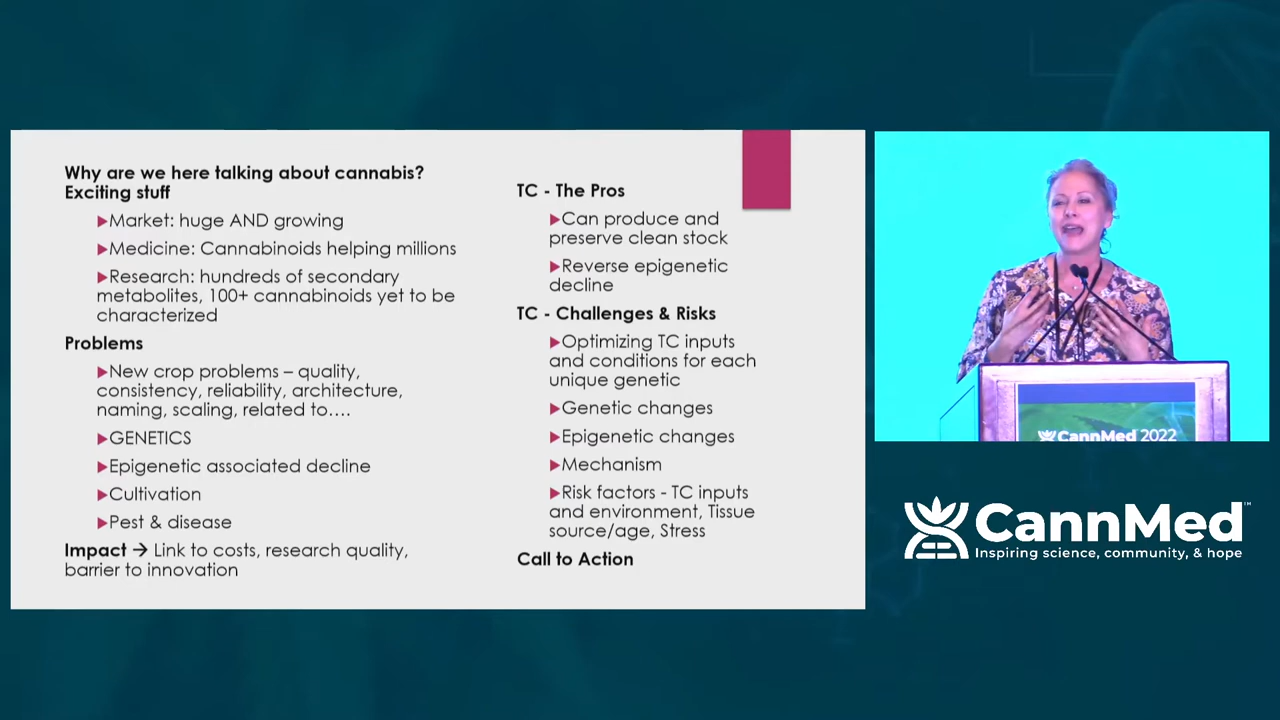 Why are we here talking about cannabis?
Exciting stuff
▶Market: huge AND growing
▶Medicine: Cannabinoids helping millions
▶Research: hundreds of secondary
metabolites, 100+ cannabinoids yet to be
characterized
Problems
▶New crop problems – quality,
consistency, reliability, architecture,
naming, scaling, related to....
▶GENETICS
▶Epigenetic associated decline
▶Cultivation
▶Pest & disease
Impact → Link to costs, research quality,
barrier to innovation
TC - The Pros
▶Can produce and
preserve clean stock
▶Reverse epigenetic
decline
TC - Challenges & Risks
▶Optimizing TC inputs
and conditions for each
unique genetic
▶Genetic changes
▶Epigenetic changes
▶Mechanism
▶Risk factors - TC inputs
and environment, Tissue
source/age, Stress
Call to Action
CannMed 2022
CannMed™
Inspiring science, community, & hope